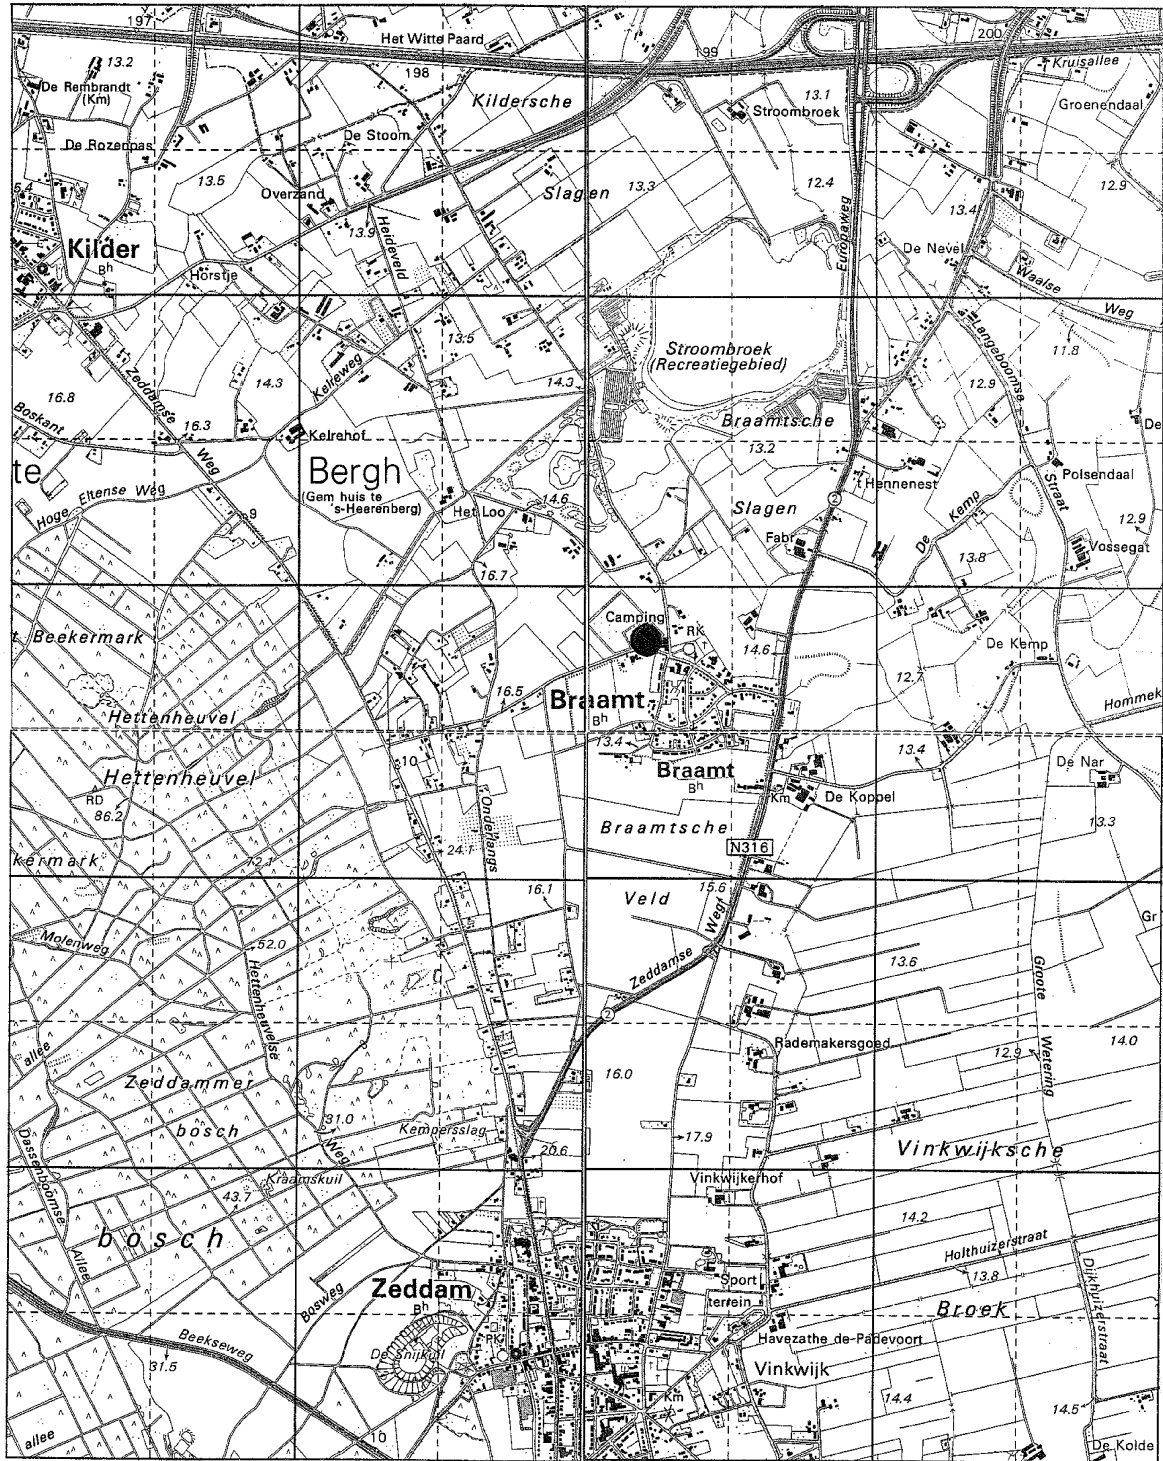 197
Het Witte Paard
99
200
198
13.2
De Rembrandt
(Km)
Kruisallee
Kildersche
13.1
Groenendaal
Stroombroek
De Stoom
De Rozenpas
13.5
13.3
12.4
12.9
5.4
Overzand
Slagen
13.4
Kilder
Bh
13.9
Heideveld
Europaweg
De Nevel
Horstje
Waalse
Weg
Zeddamse
13.5
Stroombroek
(Recreatiegebied)
Langeboomse
11.8
14.3
Kelreweg
14.3
12.9
16.8
Boskant
16.3
Kelrehof
Braamtsche
De
te
Weg
Bergh
13.2
(Gem huis te
's-Heerenberg)
Hoge Eltense Weg
9
Het Loo
14.6
2
't Hennenest
Polsendaal
Straat
Slagen
De Kemp
12.9
Fabr
Vossegat
16.7
13.8
Camping
RK
t Beekermark
14.6
De Kemp
12.7
Hettenheuvel
16.5
Braamt
Bh
Hommek
13.4
13.4
Hettenheuvel
10
Braamt
Bh
De Nar
RD
86.2
Km
De Koppel
Onderlangs
Braamtsche
13.3
kermark
24.1
N316
72.1
16.1
Veld
15.6
Weg
Gr
Molenweg
52.0
Zeddamse
13.6
Groote
Hettenheuvelse
2
allee
Rademakersgoed
12.9
14.0
Wetering
Zeddammer
16.0
bosch
31.0
Kempersslag
Dassenboomse
Weg
20.6
17.9
Vinkwijksche
Kraamskuil
43.7
Vinkwijkerhof
14.2
bosch
Holthuizerstraat
Allee
13.8
Zeddam
Bh
Sport
terrein
Bosweg
Broek
Dijkhuizerstraat
Beekseweg
RK
Havezathe de Padevoort
31.5
De Snijkuil
Vinkwijk
Km
14.4
14.5
allee
10
De Kolde